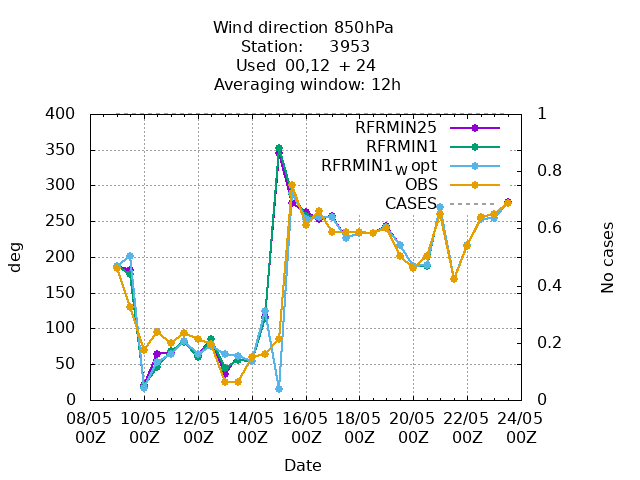 Wind direction 850hPa
Station: 3953
Used 00,12 + 24
Averaging window: 12h
400
350
300
250
200
150
100
50
0
deg
1
0.8
0.6
0.4
0.2
0
No cases
RFRMIN25
RFRMIN1
RFRMIN1w opt
OBS
CASES
08/05 10/05 12/05 14/05 16/05 18/05 20/05 22/05 24/05
00Z 00Z 00Z 00Z 00Z 00Z 00Z 00Z 00Z
Date